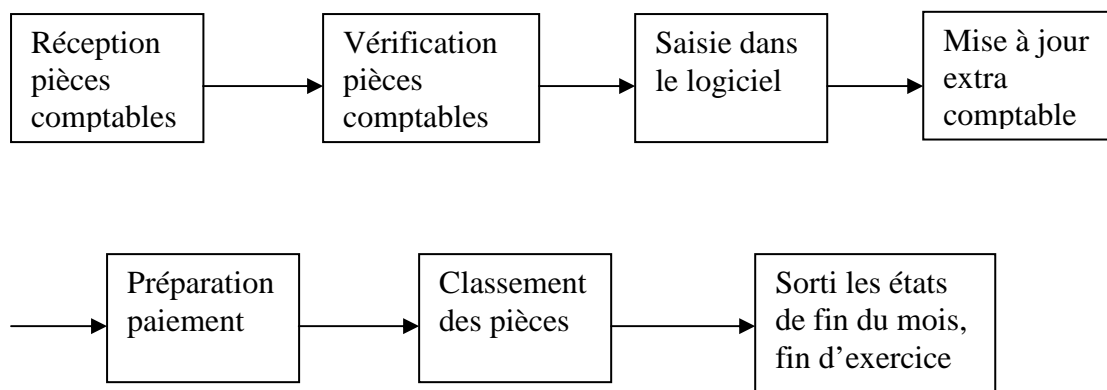 Réception
pièces
comptables
Vérification
pièces
comptables
Saisie dans
le logiciel
Mise à jour
extra
comptable
Préparation
paiement
Classement
des pièces
Sorti les états
de fin du mois,
fin d’exercice